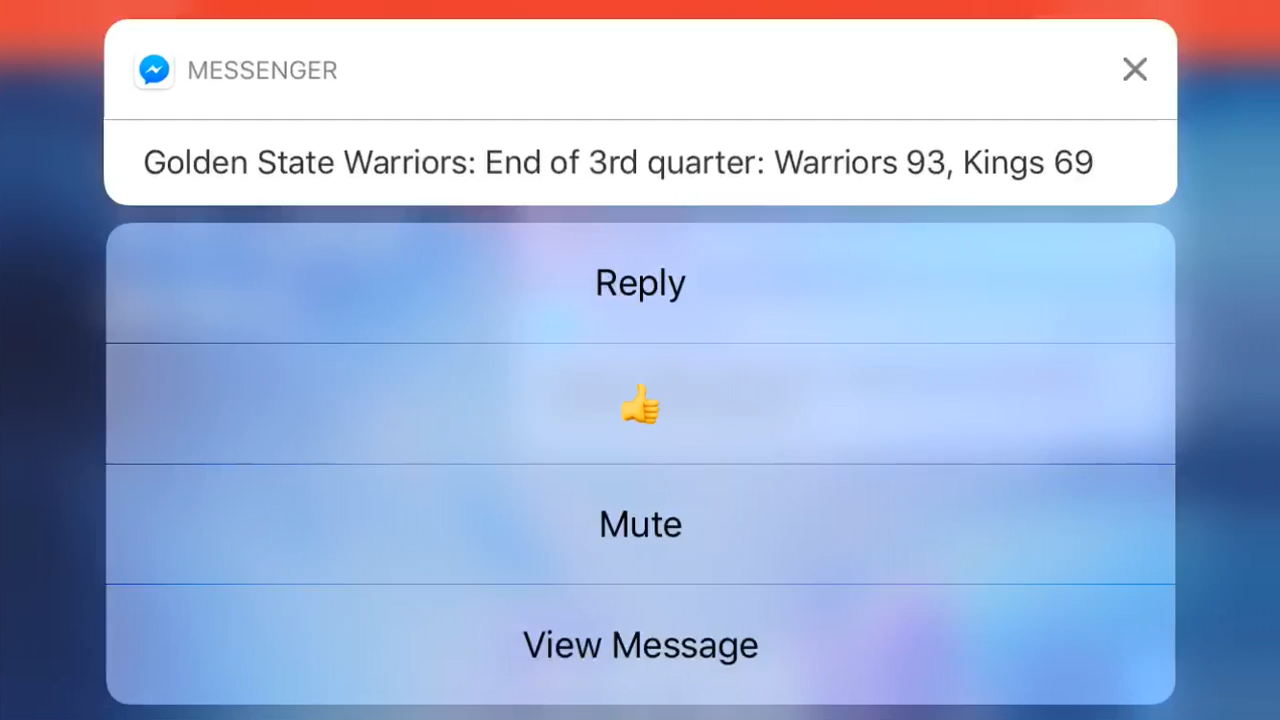 MESSENGER
Golden State Warriors: End of 3rd quarter: Warriors 93, Kings 69
Reply
👍
Mute
View Message